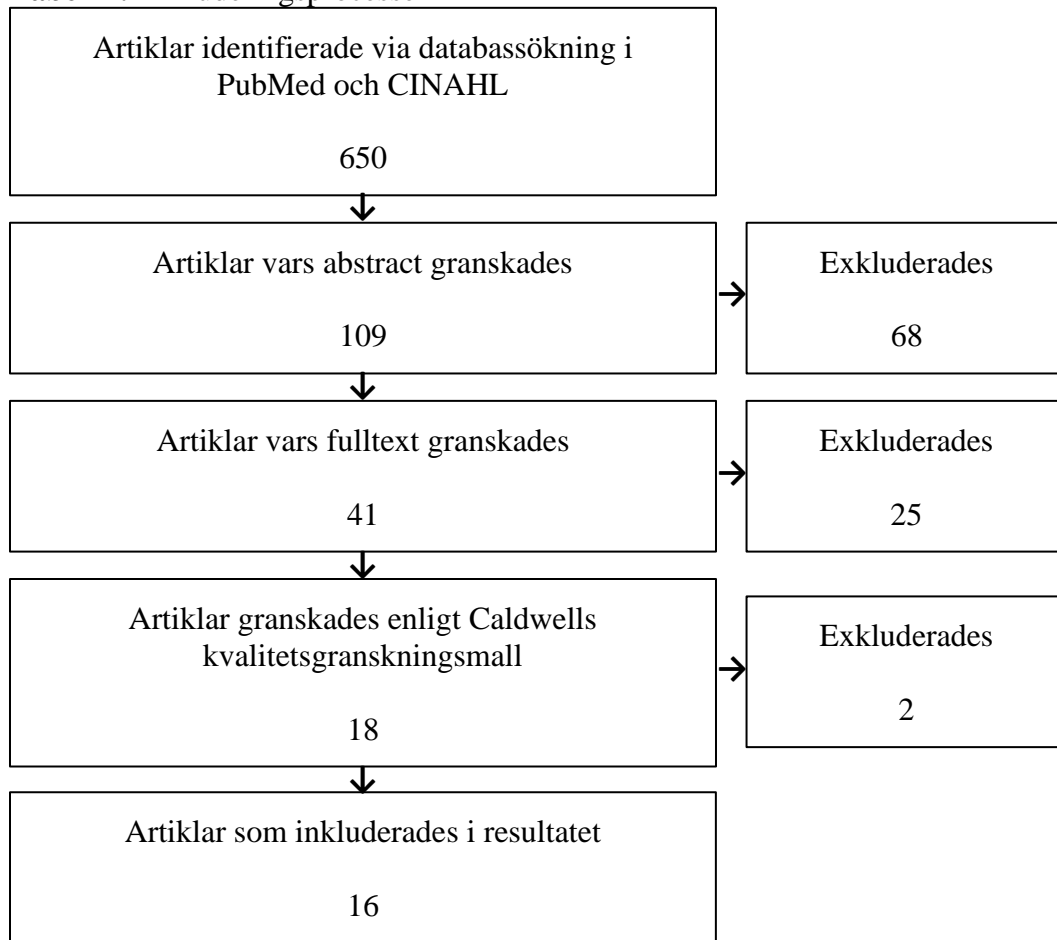 Artiklar identifierade via databassökning i
PubMed och CINAHL
650
Artiklar vars abstract granskades
109
Exkluderades
68
Artiklar vars fulltext granskades
41
Exkluderades
25
Artiklar granskades enligt Caldwells
kvalitetsgranskningsmall
18
Exkluderades
2
Artiklar som inkluderades i resultatet
16